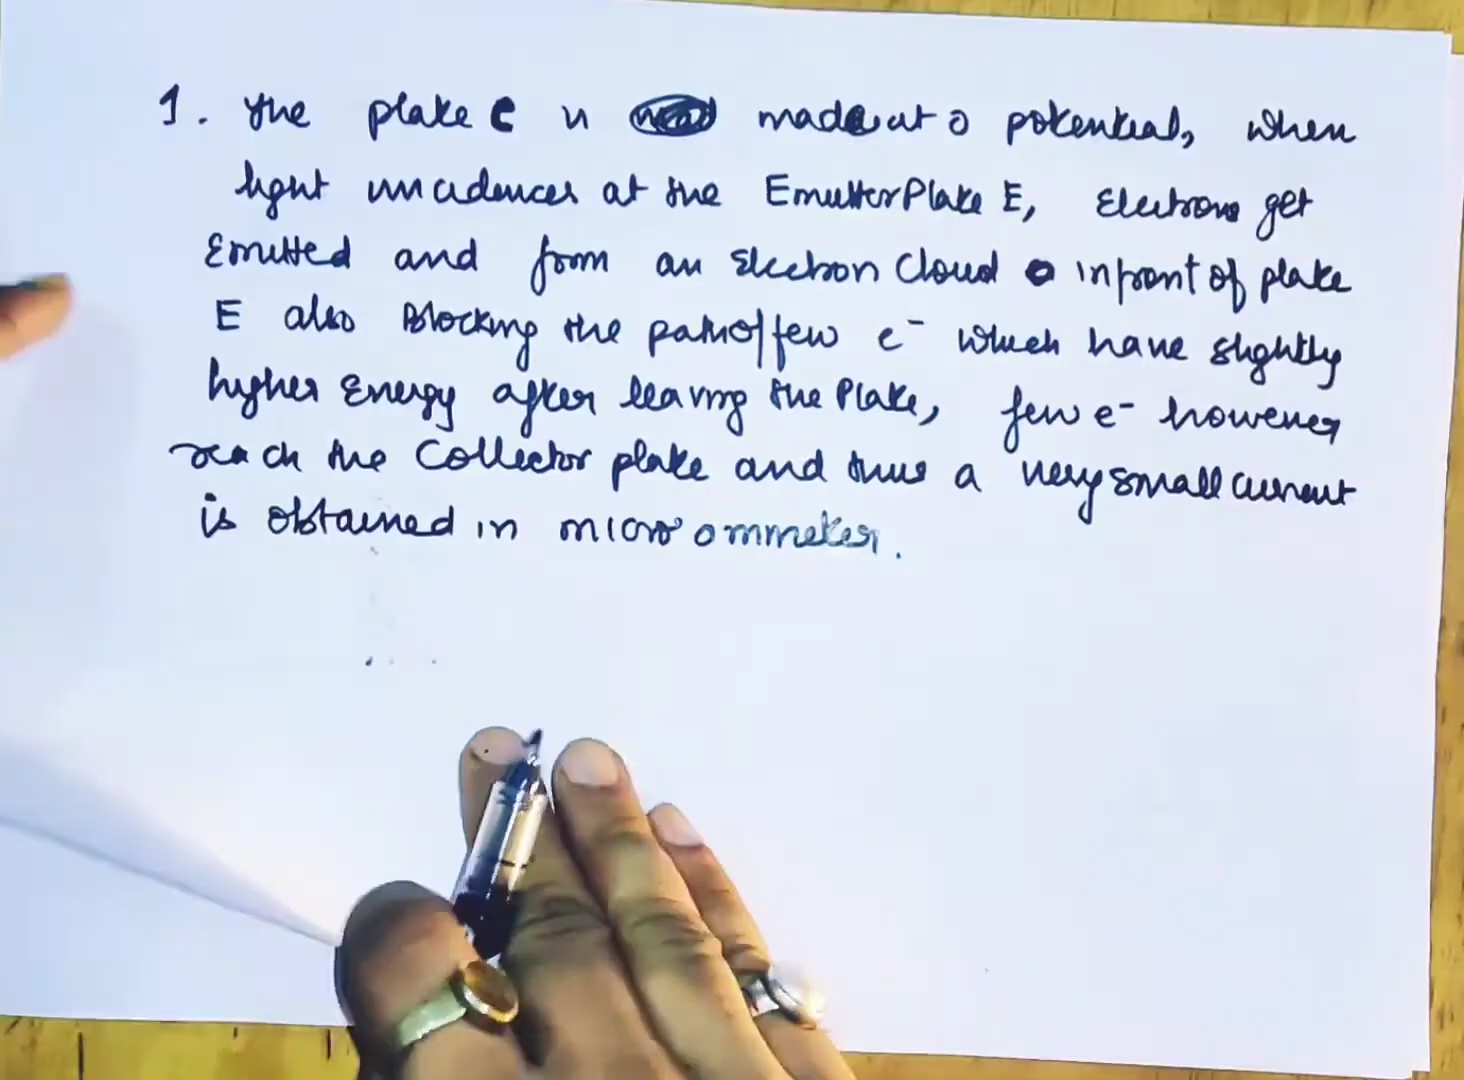 1. The plate C is made at 0 potential, when
light incidences at the Emitter Plate E, Electrons get
Emitted and form an Electron Cloud infront of plate
E also Blocking the path of few e⁻ which have slightly
higher Energy after leaving the Plate, few e⁻ however
reach the Collector plate and thus a very small current
is obtained in micro ammeter.